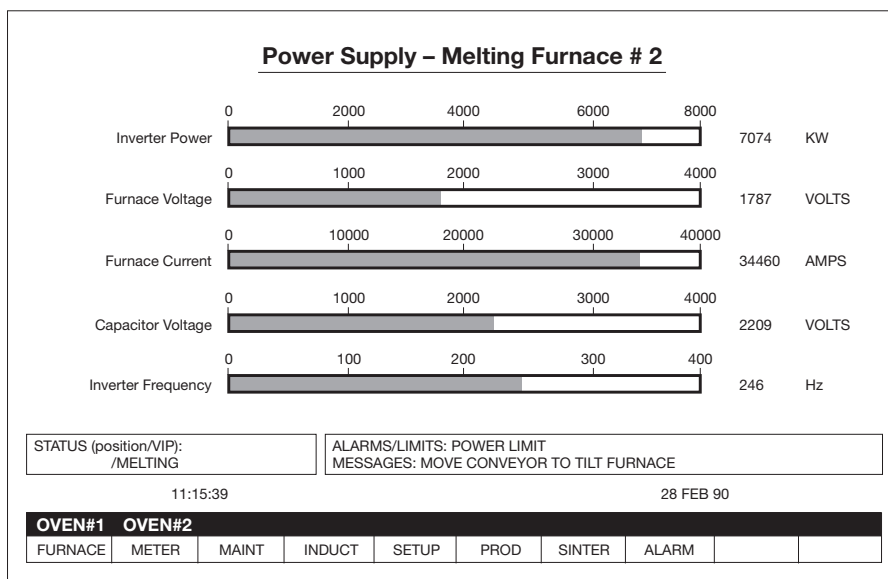 Power Supply – Melting Furnace # 2
0 2000 4000 6000 8000
Inverter Power 7074 KW
0 1000 2000 3000 4000
Furnace Voltage 1787 VOLTS
0 10000 20000 30000 40000
Furnace Current 34460 AMPS
0 1000 2000 3000 4000
Capacitor Voltage 2209 VOLTS
0 100 200 300 400
Inverter Frequency 246 Hz
STATUS (position/VIP):
/MELTING
ALARMS/LIMITS: POWER LIMIT
MESSAGES: MOVE CONVEYOR TO TILT FURNACE
11:15:39 28 FEB 90
OVEN#1 OVEN#2
FURNACE METER MAINT INDUCT SETUP PROD SINTER ALARM